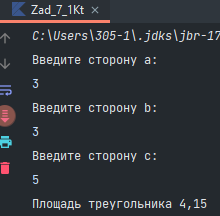 Zad_7_1Kt
C:\Users\305-1\.jdks\jbr-17
Введите сторону a:
3
Введите сторону b:
3
Введите сторону c:
5
Площадь треугольника 4,15